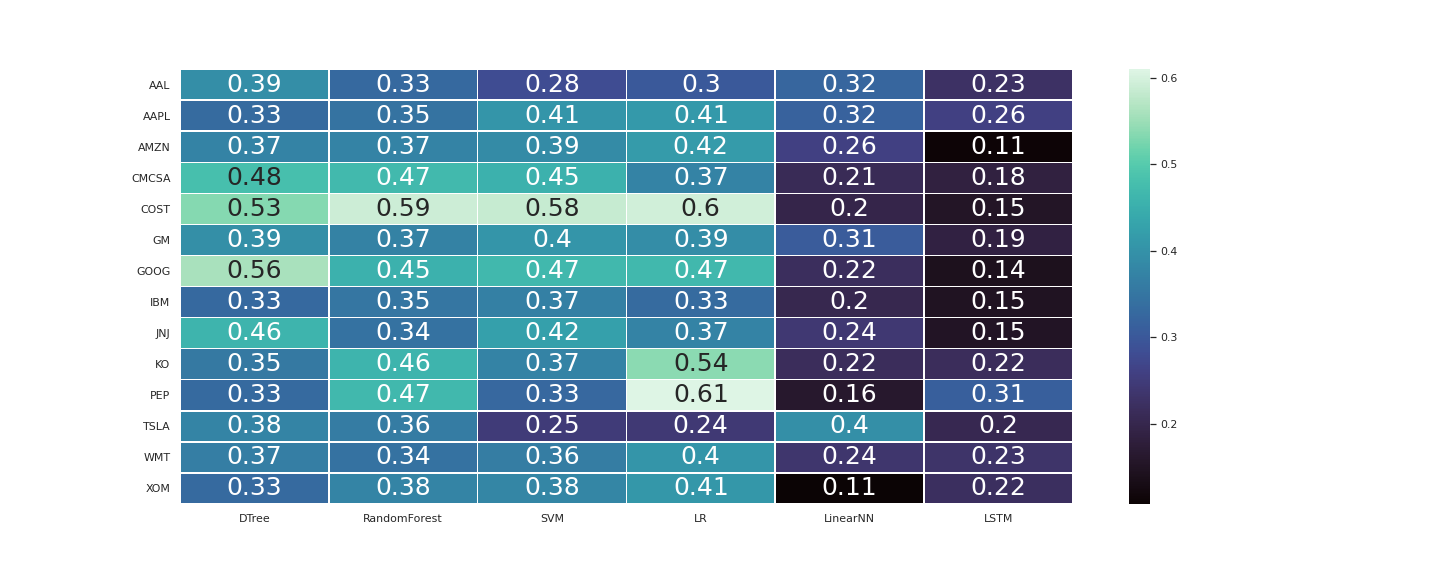 AAL 0.39 0.33 0.28 0.3 0.32 0.23
AAPL 0.33 0.35 0.41 0.41 0.32 0.26
AMZN 0.37 0.37 0.39 0.42 0.26 0.11
CMCSA 0.48 0.47 0.45 0.37 0.21 0.18
COST 0.53 0.59 0.58 0.6 0.2 0.15
GM 0.39 0.37 0.4 0.39 0.31 0.19
GOOG 0.56 0.45 0.47 0.47 0.22 0.14
IBM 0.33 0.35 0.37 0.33 0.2 0.15
JNJ 0.46 0.34 0.42 0.37 0.24 0.15
KO 0.35 0.46 0.37 0.54 0.22 0.22
PEP 0.33 0.47 0.33 0.61 0.16 0.31
TSLA 0.38 0.36 0.25 0.24 0.4 0.2
WMT 0.37 0.34 0.36 0.4 0.24 0.23
XOM 0.33 0.38 0.38 0.41 0.11 0.22
DTree RandomForest SVM LR LinearNN LSTM
0.6
0.5
0.4
0.3
0.2